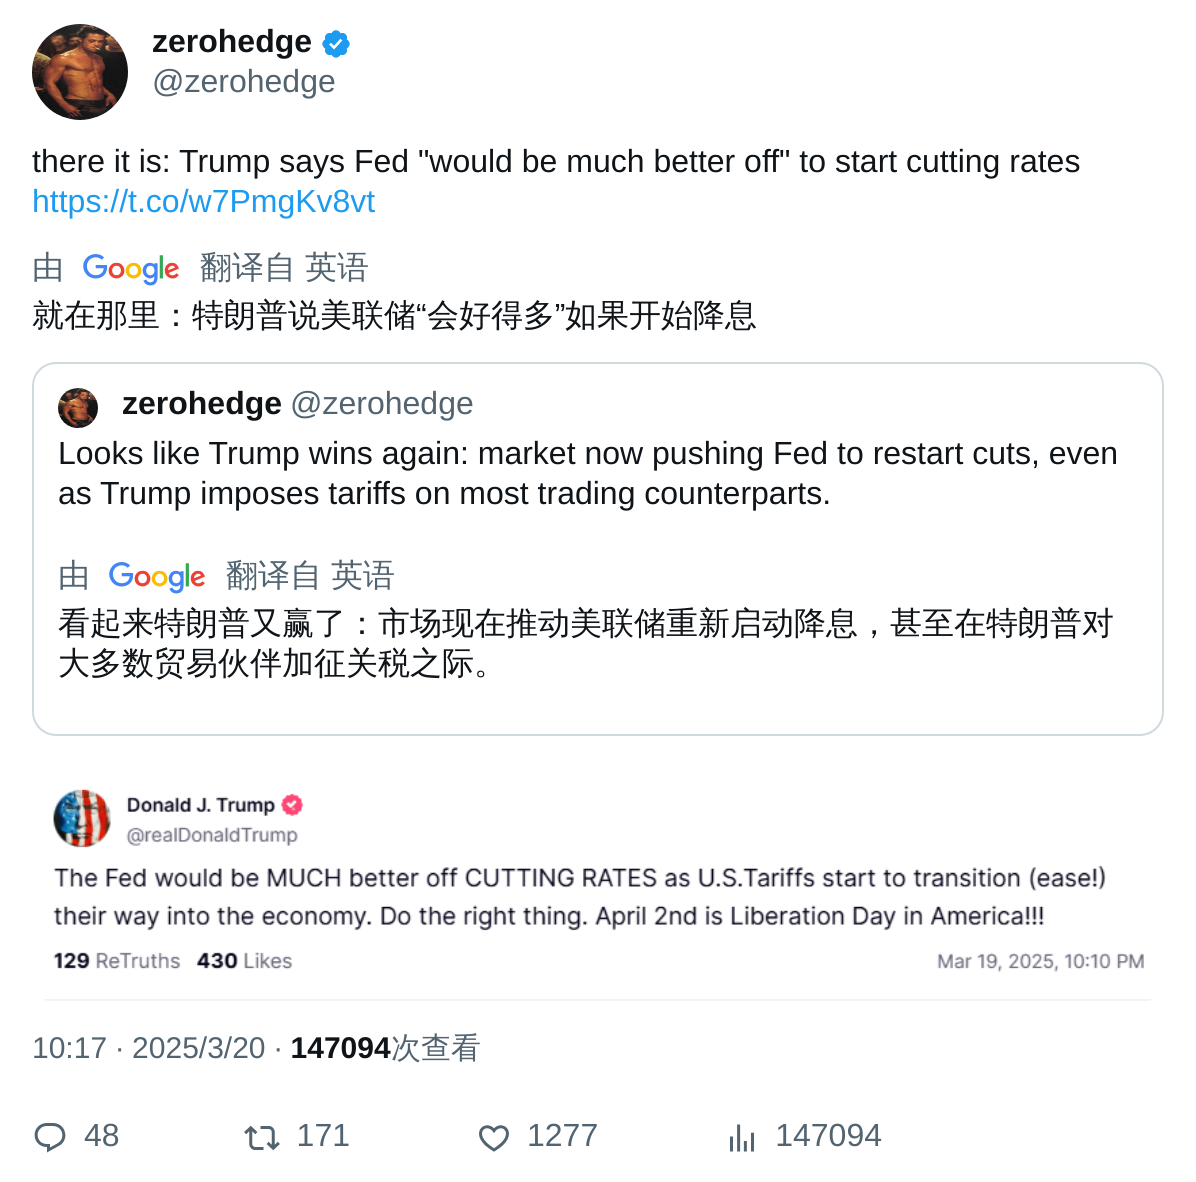 zerohedge
@zerohedge
there it is: Trump says Fed "would be much better off" to start cutting rates
https://t.co/w7PmgKv8vt
由 Google 翻译自 英语
就在那里：特朗普说美联储“会好得多”如果开始降息
zerohedge @zerohedge
Looks like Trump wins again: market now pushing Fed to restart cuts, even
as Trump imposes tariffs on most trading counterparts.
由 Google 翻译自 英语
看起来特朗普又赢了：市场现在推动美联储重新启动降息，甚至在特朗普对
大多数贸易伙伴加征关税之际。
Donald J. Trump
@realDonaldTrump
The Fed would be MUCH better off CUTTING RATES as U.S.Tariffs start to transition (ease!)
their way into the economy. Do the right thing. April 2nd is Liberation Day in America!!!
129 ReTruths 430 Likes Mar 19, 2025, 10:10 PM
10:17 · 2025/3/20 · 147094次查看
48 171 1277 147094